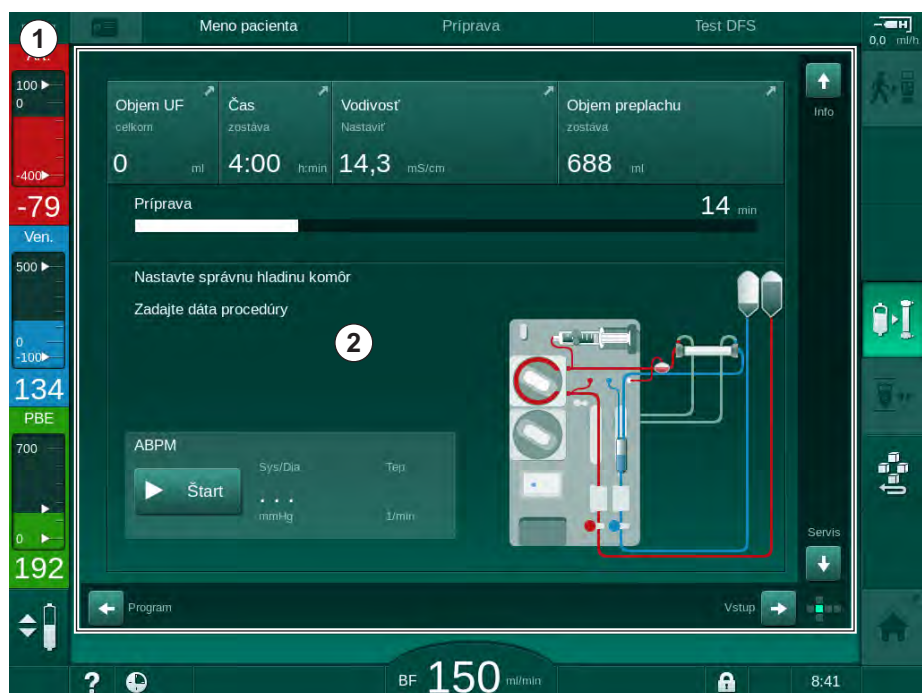 1
Meno pacienta
Príprava
Test DFS
0,0 ml/h
100
0
-400
-79
Ven.
500
0
-100
134
PBE
700
0
192
Objem UF
celkom
0 ml
Čas
zostáva
4:00 h:min
Vodivosť
Nastaviť
14,3 mS/cm
Objem preplachu
zostáva
688 ml
Info
Príprava
14 min
Nastavte správnu hladinu komôr
Zadajte dáta procedúry
2
ABPM
Štart
Sys/Dia
Tep
. . .
mmHg
1/min
Servis
Program
Vstup
?
BF 150 ml/min
8:41